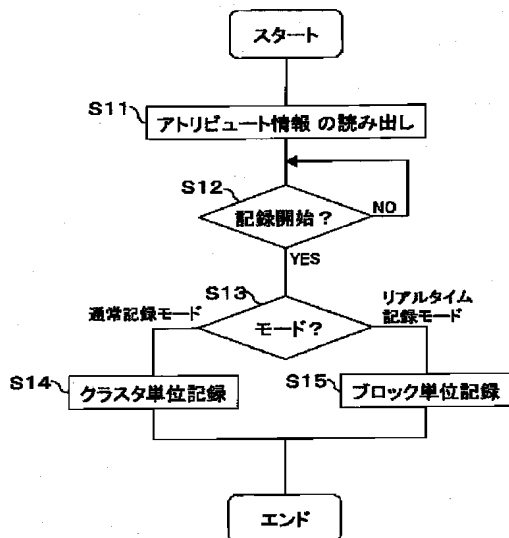 スタート
S11
アトリビュート情報 の読み出し
S12
記録開始？
NO
YES
S13
通常記録モード
モード？
リアルタイム
記録モード
S14
クラスタ単位記録
S15
ブロック単位記録
エンド